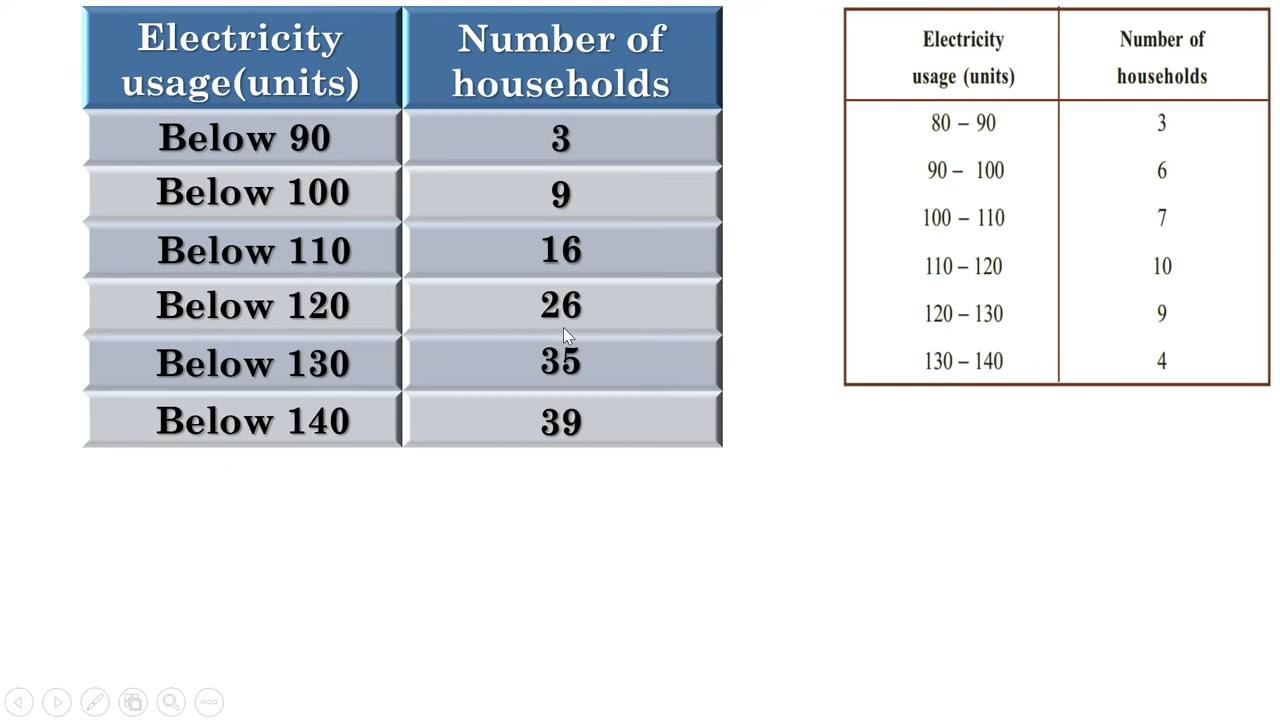 Electricity usage(units) Number of households
Below 90 3
Below 100 9
Below 110 16
Below 120 26
Below 130 35
Below 140 39
Electricity Number of
usage (units) households
80 – 90 3
90 – 100 6
100 – 110 7
110 – 120 10
120 – 130 9
130 – 140 4